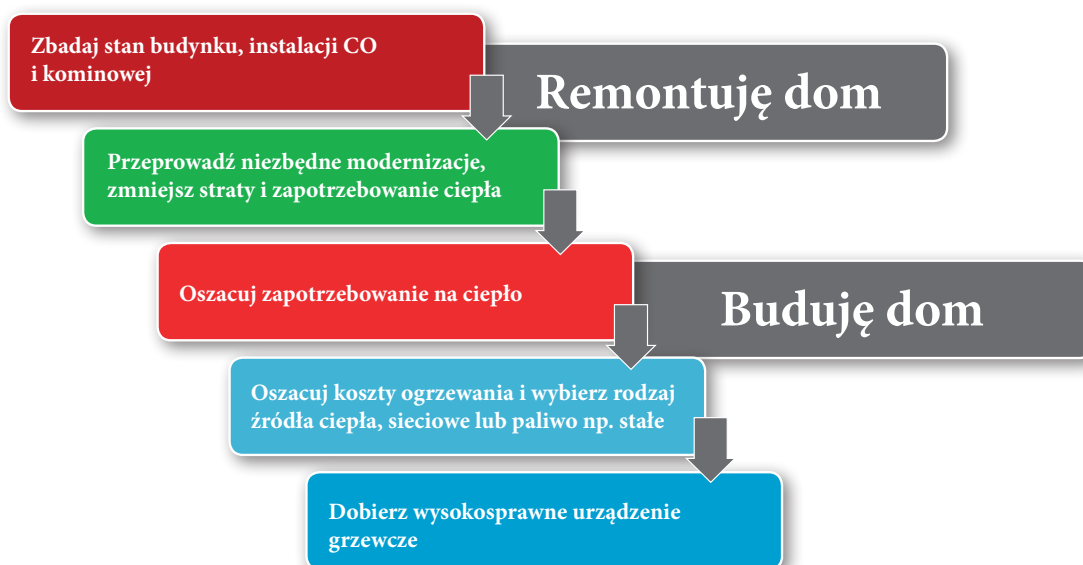 Zbadaj stan budynku, instalacji CO
i kominowej
Remontuję dom
Przeprowadź niezbędne modernizacje,
zmniejsz straty i zapotrzebowanie ciepła
Oszacuj zapotrzebowanie na ciepło
Buduję dom
Oszacuj koszty ogrzewania i wybierz rodzaj
źródła ciepła, sieciowe lub paliwo np. stałe
Dobierz wysokosprawne urządzenie
grzewcze